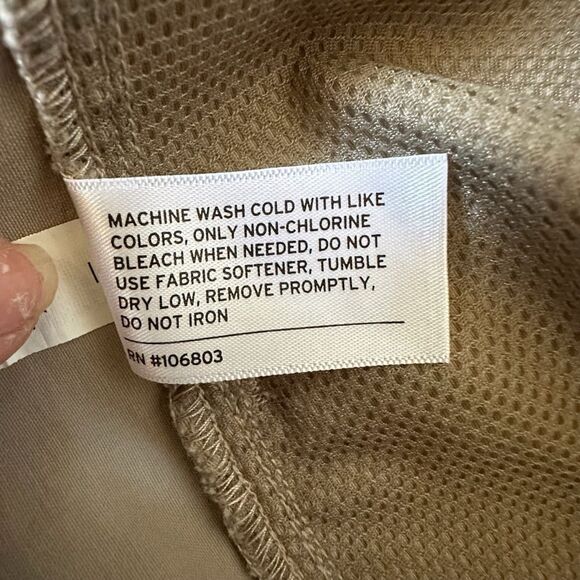 MACHINE WASH COLD WITH LIKE
COLORS, ONLY NON-CHLORINE
BLEACH WHEN NEEDED, DO NOT
USE FABRIC SOFTENER, TUMBLE
DRY LOW, REMOVE PROMPTLY,
DO NOT IRON
RN #106803